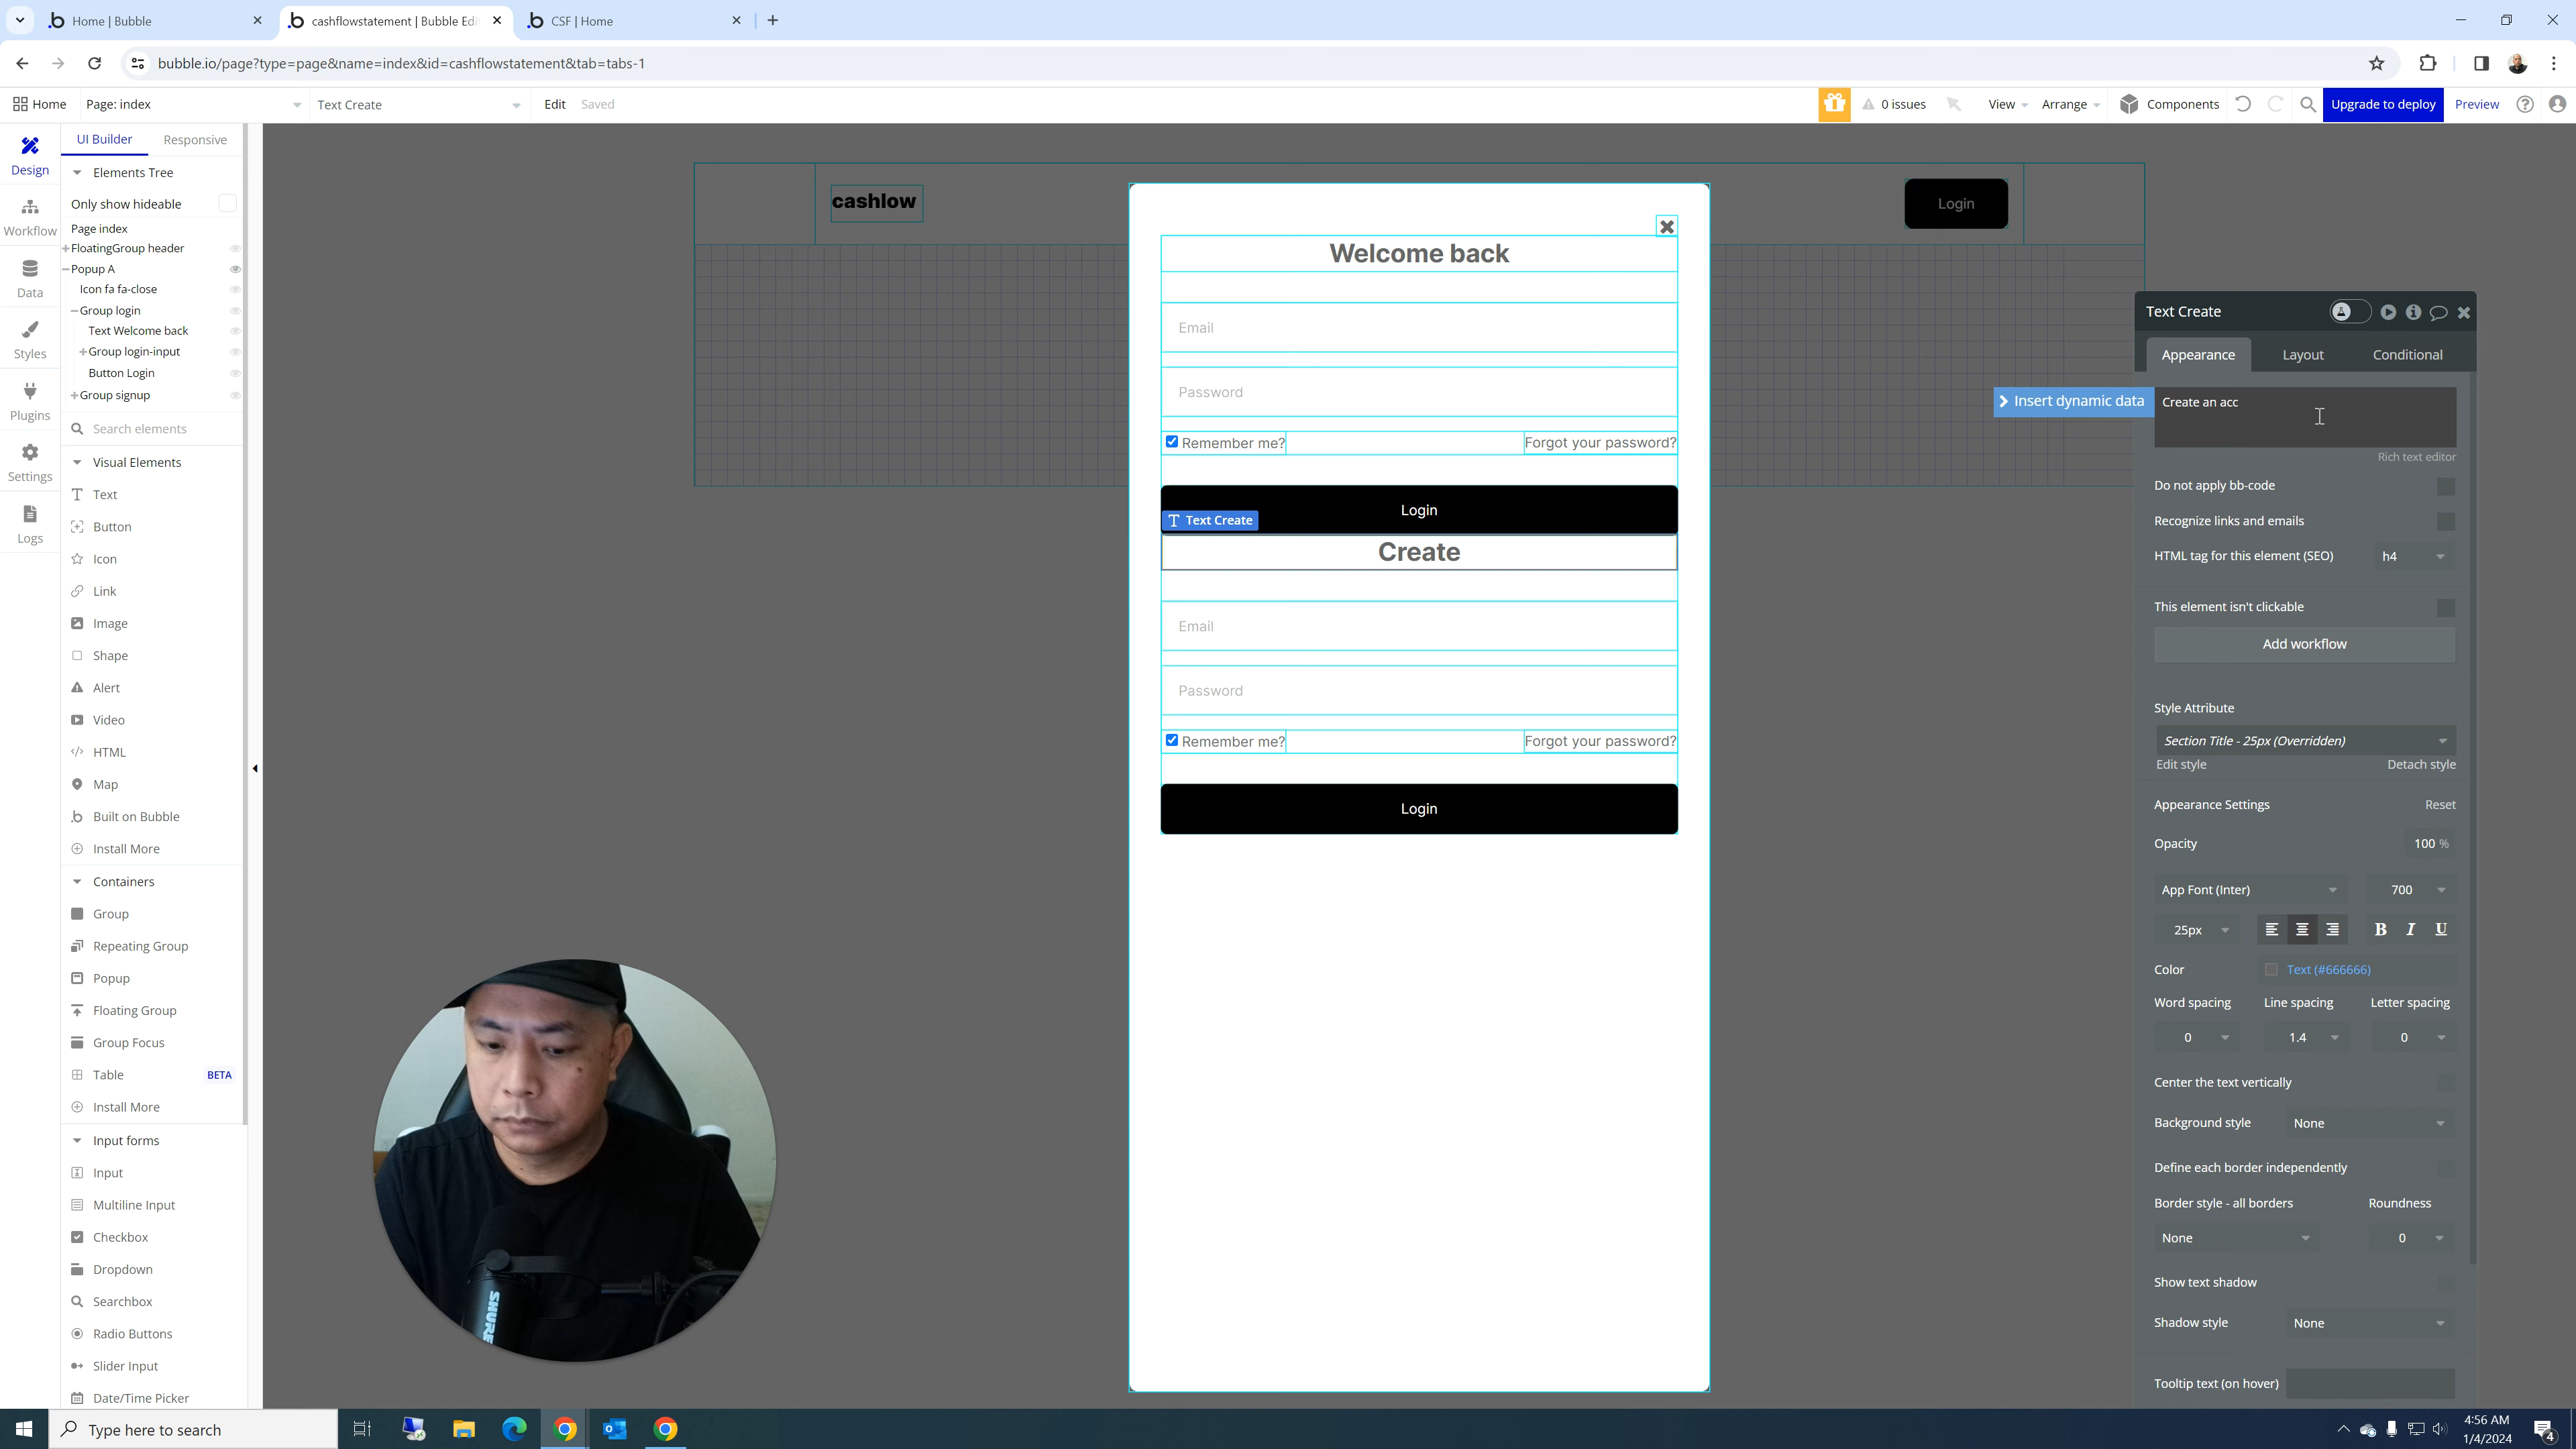 Home | Bubble
cashflowstatement | Bubble Edi
CSF | Home
bubble.io/page?type=page&name=index&id=cashflowstatement&tab=tabs-1
Home
Page: index
Text Create
Edit
Saved
0 issues
View
Arrange
Components
Upgrade to deploy
Preview
Design
Workflow
Data
Styles
Plugins
Settings
Logs
UI Builder
Responsive
Elements Tree
Only show hideable
Page index
FloatingGroup header
Popup A
Icon fa fa-close
Group login
Text Welcome back
Group login-input
Button Login
Group signup
Search elements
Visual Elements
Text
Button
Icon
Link
Image
Shape
Alert
Video
HTML
Map
Built on Bubble
Install More
Containers
Group
Repeating Group
Popup
Floating Group
Group Focus
Table
BETA
Install More
Input forms
Input
Multiline Input
Checkbox
Dropdown
Searchbox
Radio Buttons
Slider Input
Date/Time Picker
cashlow
Login
Welcome back
Email
Password
Remember me?
Forgot your password?
Login
Text Create
Create
Email
Password
Remember me?
Forgot your password?
Login
SHURE
Text Create
Appearance
Layout
Conditional
Insert dynamic data
Create an acc
Rich text editor
Do not apply bb-code
Recognize links and emails
HTML tag for this element (SEO)
h4
This element isn't clickable
Add workflow
Style Attribute
Section Title - 25px (Overridden)
Edit style
Detach style
Appearance Settings
Reset
Opacity
100 %
App Font (Inter)
700
25px
B I U
Color
Text (#666666)
Word spacing
Line spacing
Letter spacing
0
1.4
0
Center the text vertically
Background style
None
Define each border independently
Border style - all borders
Roundness
None
0
Show text shadow
Shadow style
None
Tooltip text (on hover)
Type here to search
4:56 AM
1/4/2024
4